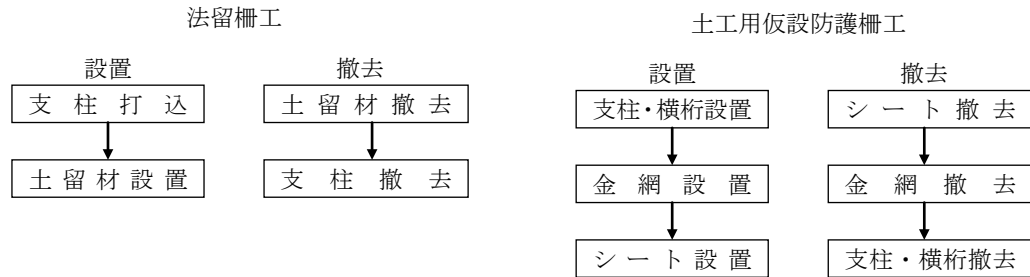 法留柵工
設置
支柱打込
土留材設置
撤去
土留材撤去
支柱撤去
土工用仮設防護柵工
設置
支柱・横桁設置
金網設置
シート設置
撤去
シート撤去
金網撤去
支柱・横桁撤去